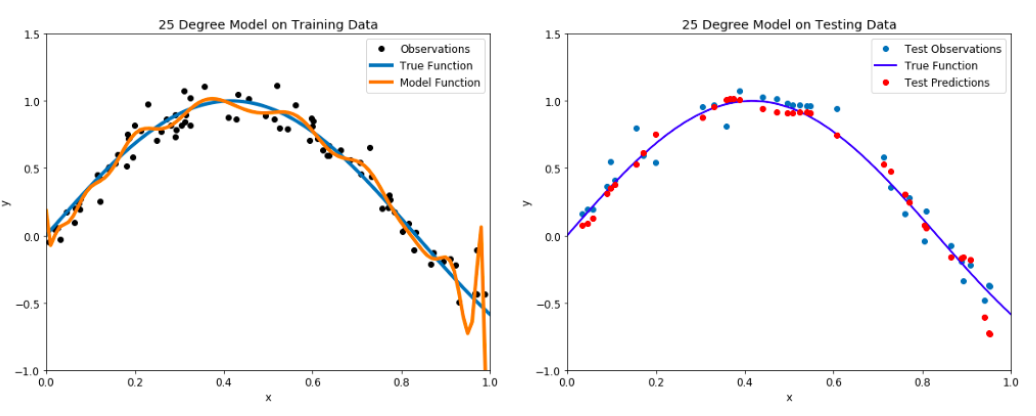 25 Degree Model on Training Data
1.5
1.0
0.5
0.0
−0.5
−1.0
y
Observations
True Function
Model Function
0.0 0.2 0.4 0.6 0.8 1.0
x
25 Degree Model on Testing Data
1.5
1.0
0.5
0.0
−0.5
−1.0
y
Test Observations
True Function
Test Predictions
0.0 0.2 0.4 0.6 0.8 1.0
x